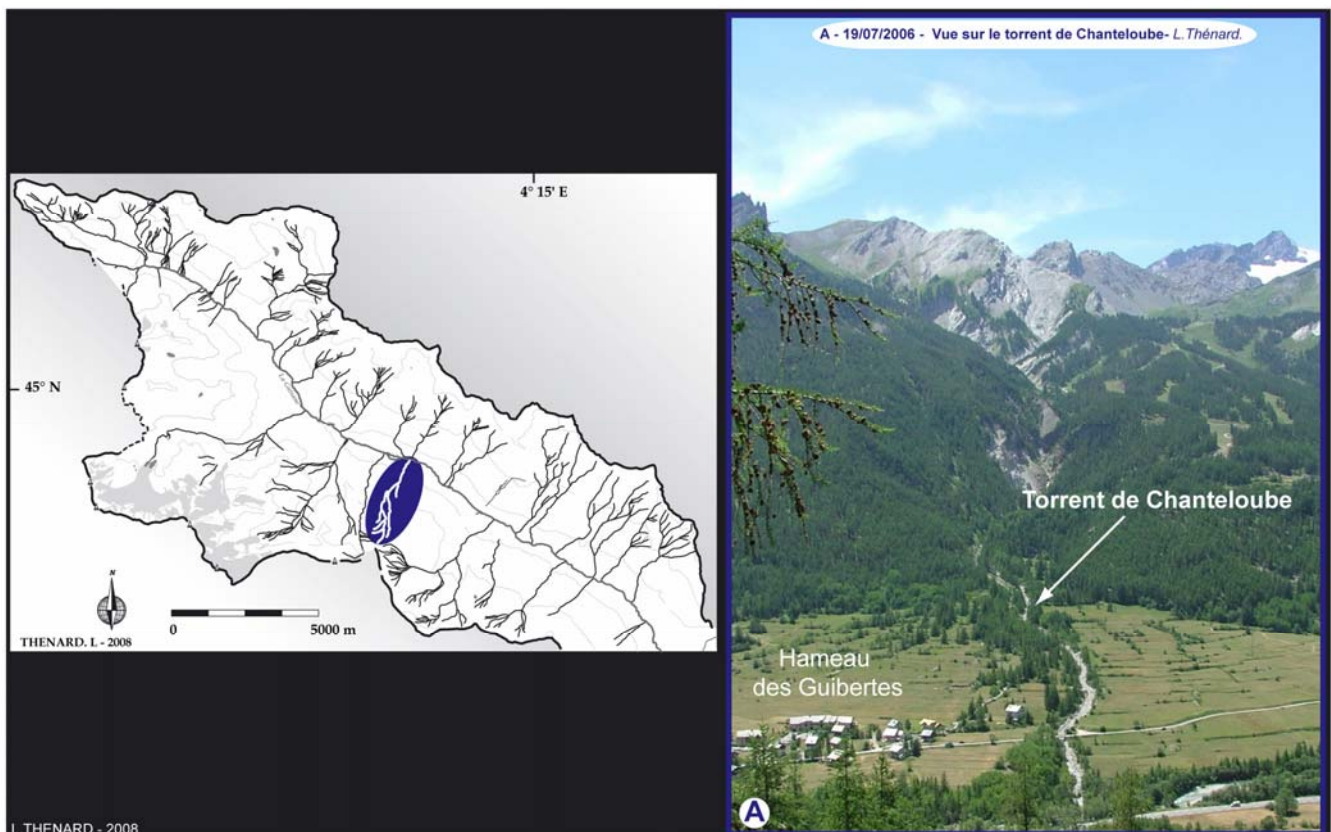 4° 15' E
45° N
N
0 5000 m
THENARD. L - 2008
L THENARD - 2008
A - 19/07/2006 - Vue sur le torrent de Chanteloube- L.Thénard.
Torrent de Chanteloube
Hameau
des Guibertes
A